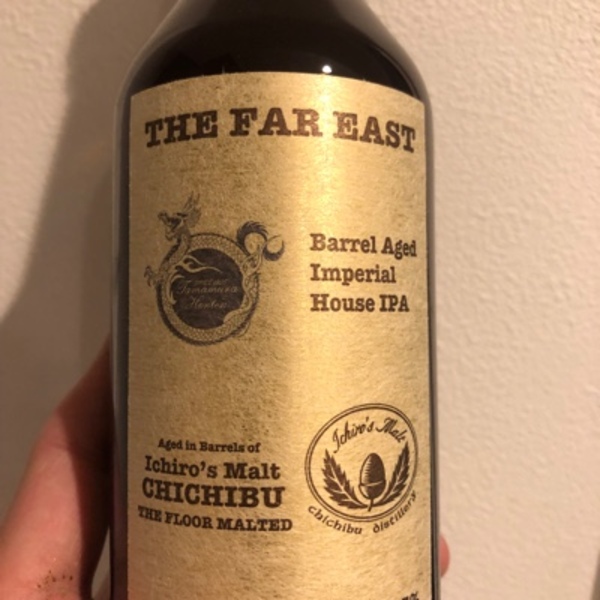 THE FAR EAST
Barrel Aged
Imperial
House IPA
Aged in Barrels of
Ichiro's Malt
CHICHIBU
THE FLOOR MALTED
Ichiro's Malt
chichibu distillery